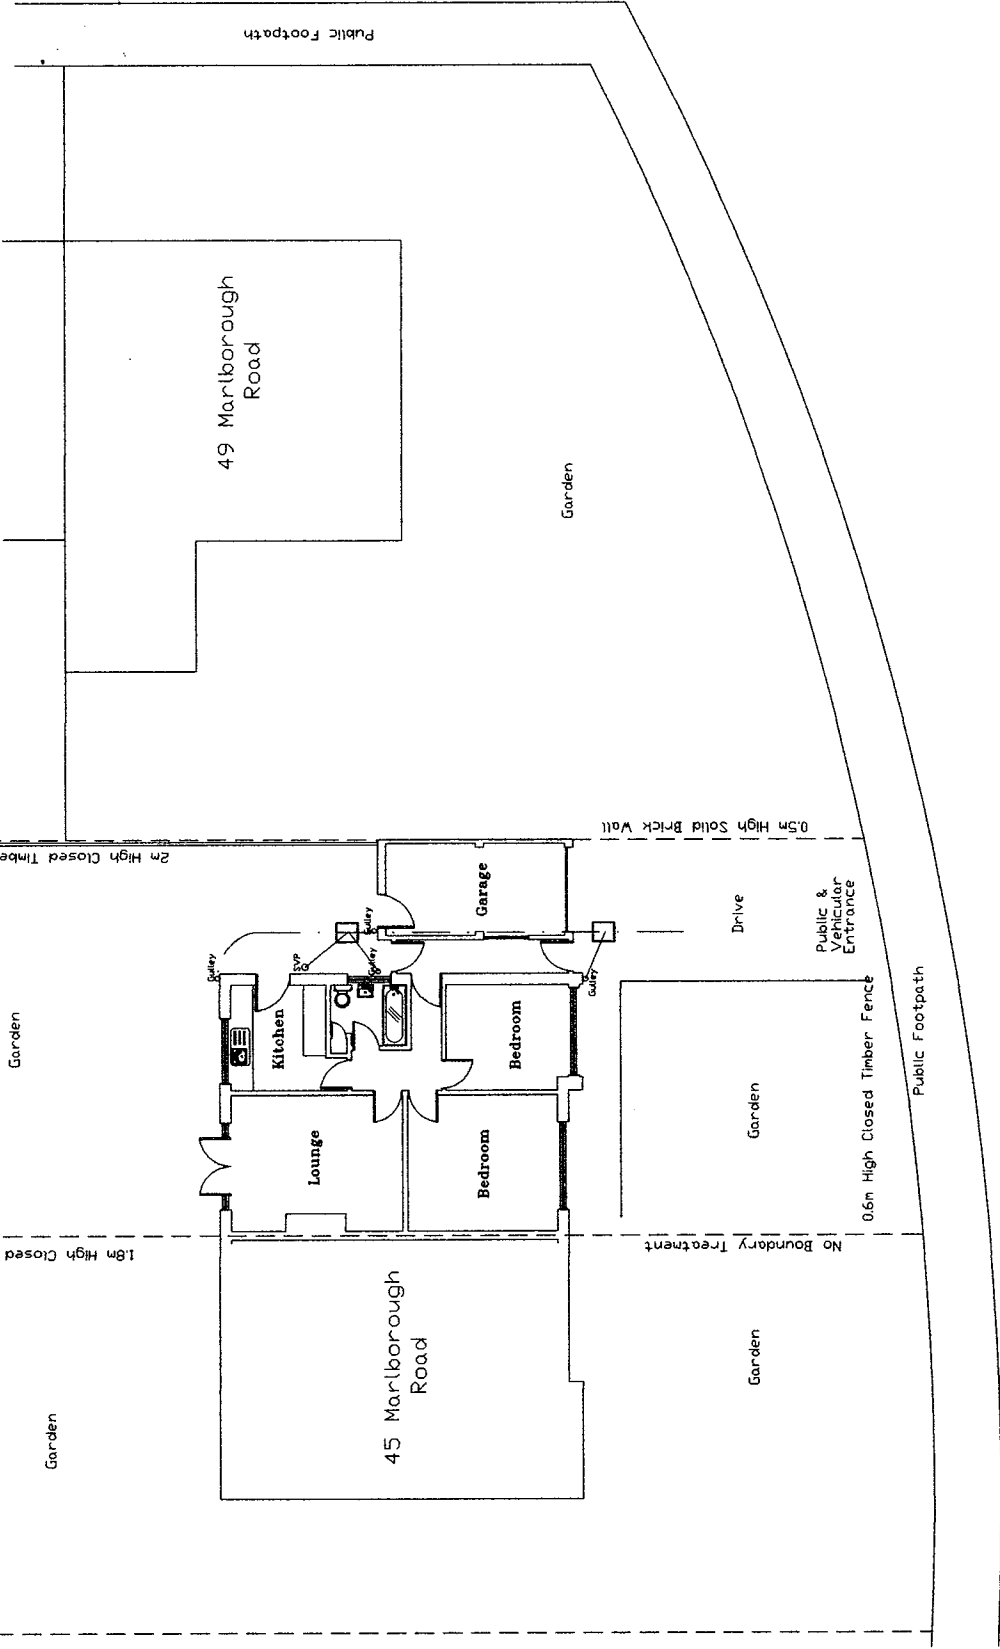 Public Footpath
49 Marlborough
Road
Garden
0.5m High Solid Brick Wall
2m High Closed Timbe
Garage
Drive
Public &
Vehicular
Entrance
Gulley
SVP
Gulley
Gulley
Gulley
Garden
Kitchen
Bedroom
Lounge
Bedroom
Garden
0.6m High Closed Timber Fence
Public Footpath
1.8m High Closed
No Boundary Treatment
45 Marlborough
Road
Garden
Garden